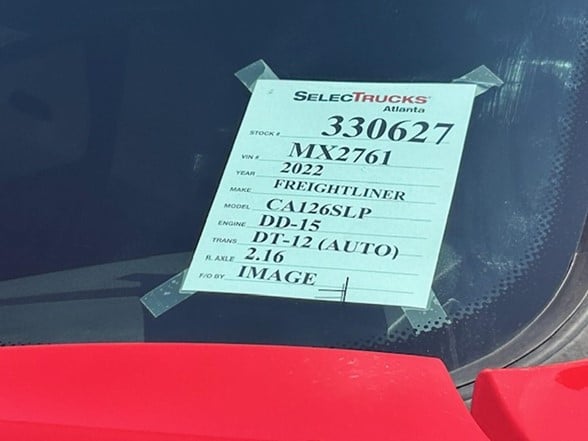 SELECTRUCKS
Atlanta
STOCK # 330627
VIN # MX2761
YEAR 2022
MAKE FREIGHTLINER
MODEL CA126SLP
ENGINE DD-15
TRANS DT-12 (AUTO)
R. AXLE 2.16
F/O BY IMAGE